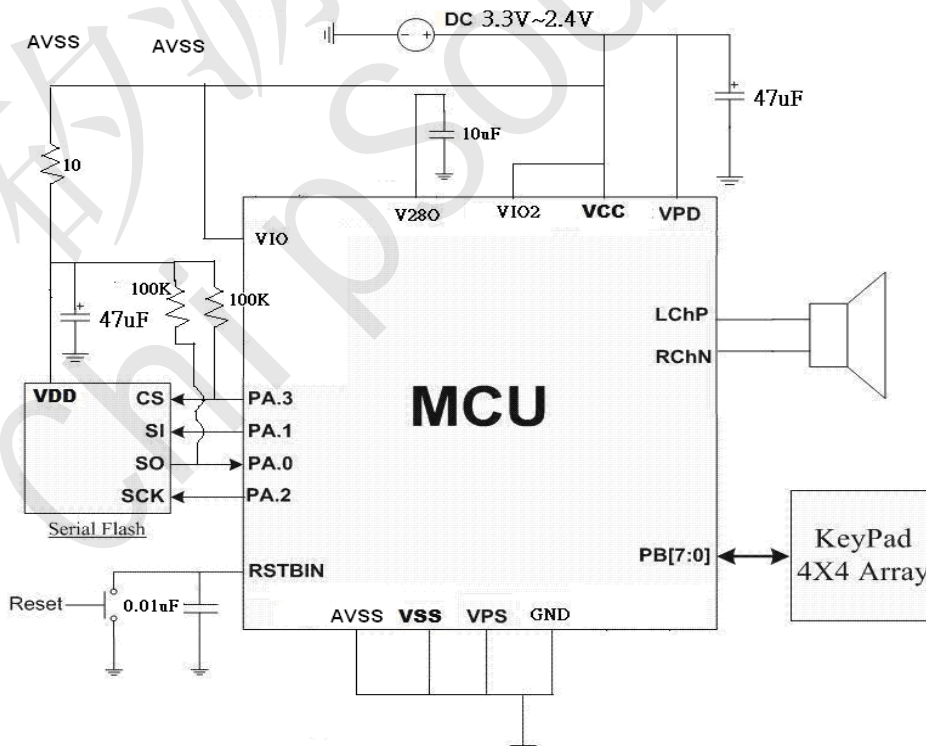 DC 3.3V~2.4V
AVSS
AVSS
47uF
10uF
10
V28O
VIO2
VCC
VPD
VIO
100K
100K
47uF
LChP
RChN
MCU
VDD
CS
SI
SO
SCK
PA.3
PA.1
PA.0
PA.2
Serial Flash
RSTBIN
PB[7:0]
KeyPad
4X4 Array
Reset
0.01uF
AVSS
VSS
VPS
GND